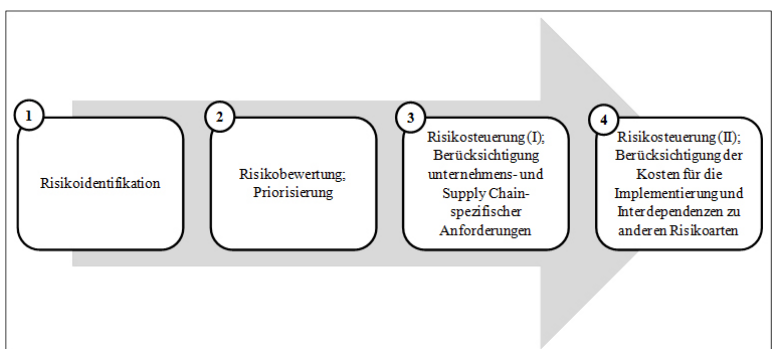 1
Risikoidentifikation
2
Risikobewertung;
Priorisierung
3
Risikosteuerung (I);
Berücksichtigung
unternehmens- und
Supply Chain-
spezifischer
Anforderungen
4
Risikosteuerung (II);
Berücksichtigung der
Kosten für die
Implementierung und
Interdependenzen zu
anderen Risikoarten